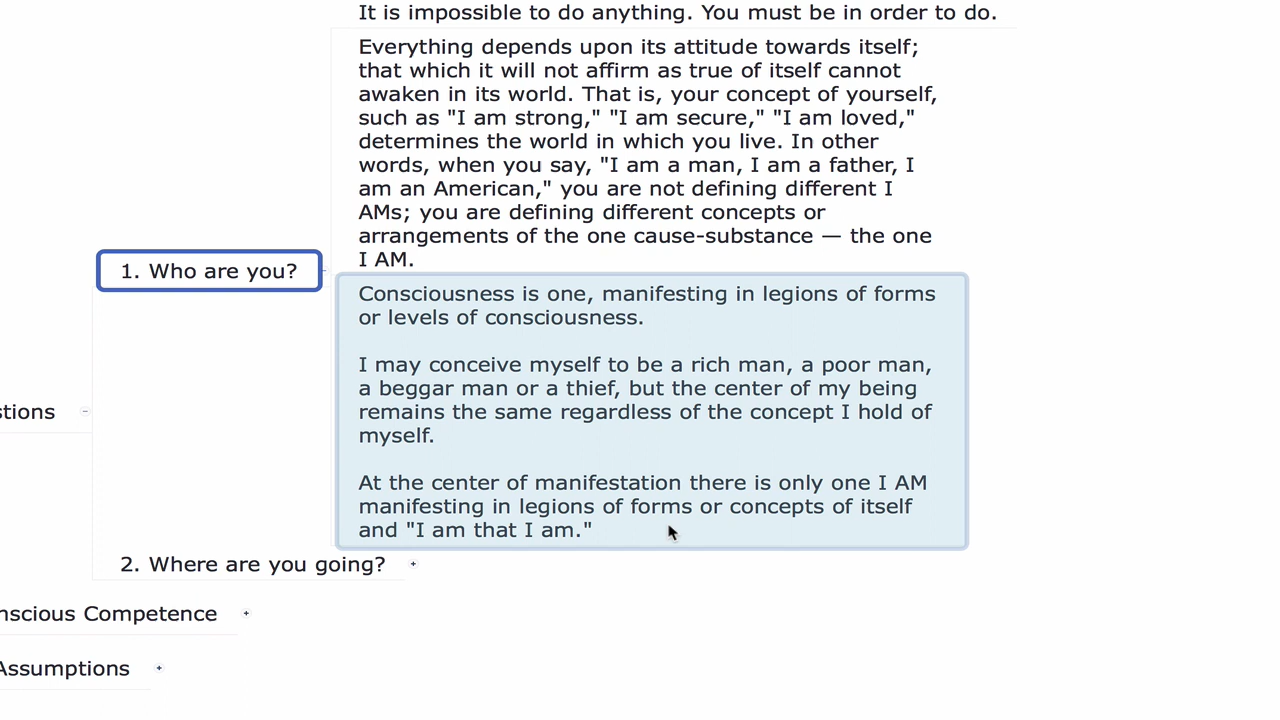 It is impossible to do anything. You must be in order to do.
Everything depends upon its attitude towards itself;
that which it will not affirm as true of itself cannot
awaken in its world. That is, your concept of yourself,
such as "I am strong," "I am secure," "I am loved,"
determines the world in which you live. In other
words, when you say, "I am a man, I am a father, I
am an American," you are not defining different I
AMs; you are defining different concepts or
arrangements of the one cause-substance — the one
I AM.
1. Who are you?
Consciousness is one, manifesting in legions of forms
or levels of consciousness.
I may conceive myself to be a rich man, a poor man,
a beggar man or a thief, but the center of my being
remains the same regardless of the concept I hold of
myself.
stions
At the center of manifestation there is only one I AM
manifesting in legions of forms or concepts of itself
and "I am that I am."
2. Where are you going?
nscious Competence
Assumptions